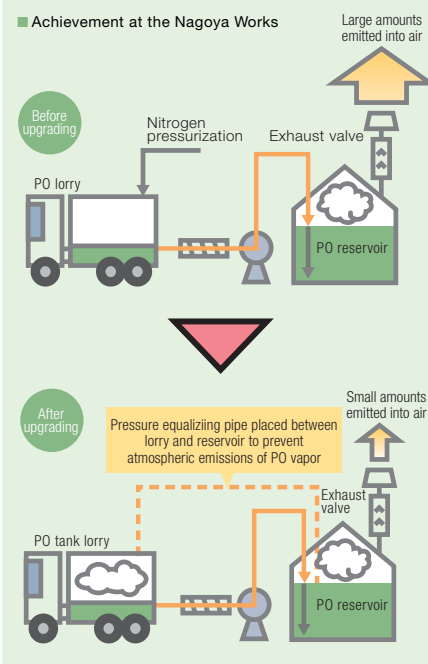 Achievement at the Nagoya Works
Large amounts
emitted into air
Before
upgrading
Nitrogen
pressurization
Exhaust valve
PO lorry
PO reservoir
After
upgrading
Small amounts
emitted into air
Pressure equaliziing pipe placed between
lorry and reservoir to prevent
atmospheric emissions of PO vapor
Exhaust
valve
PO tank lorry
PO reservoir